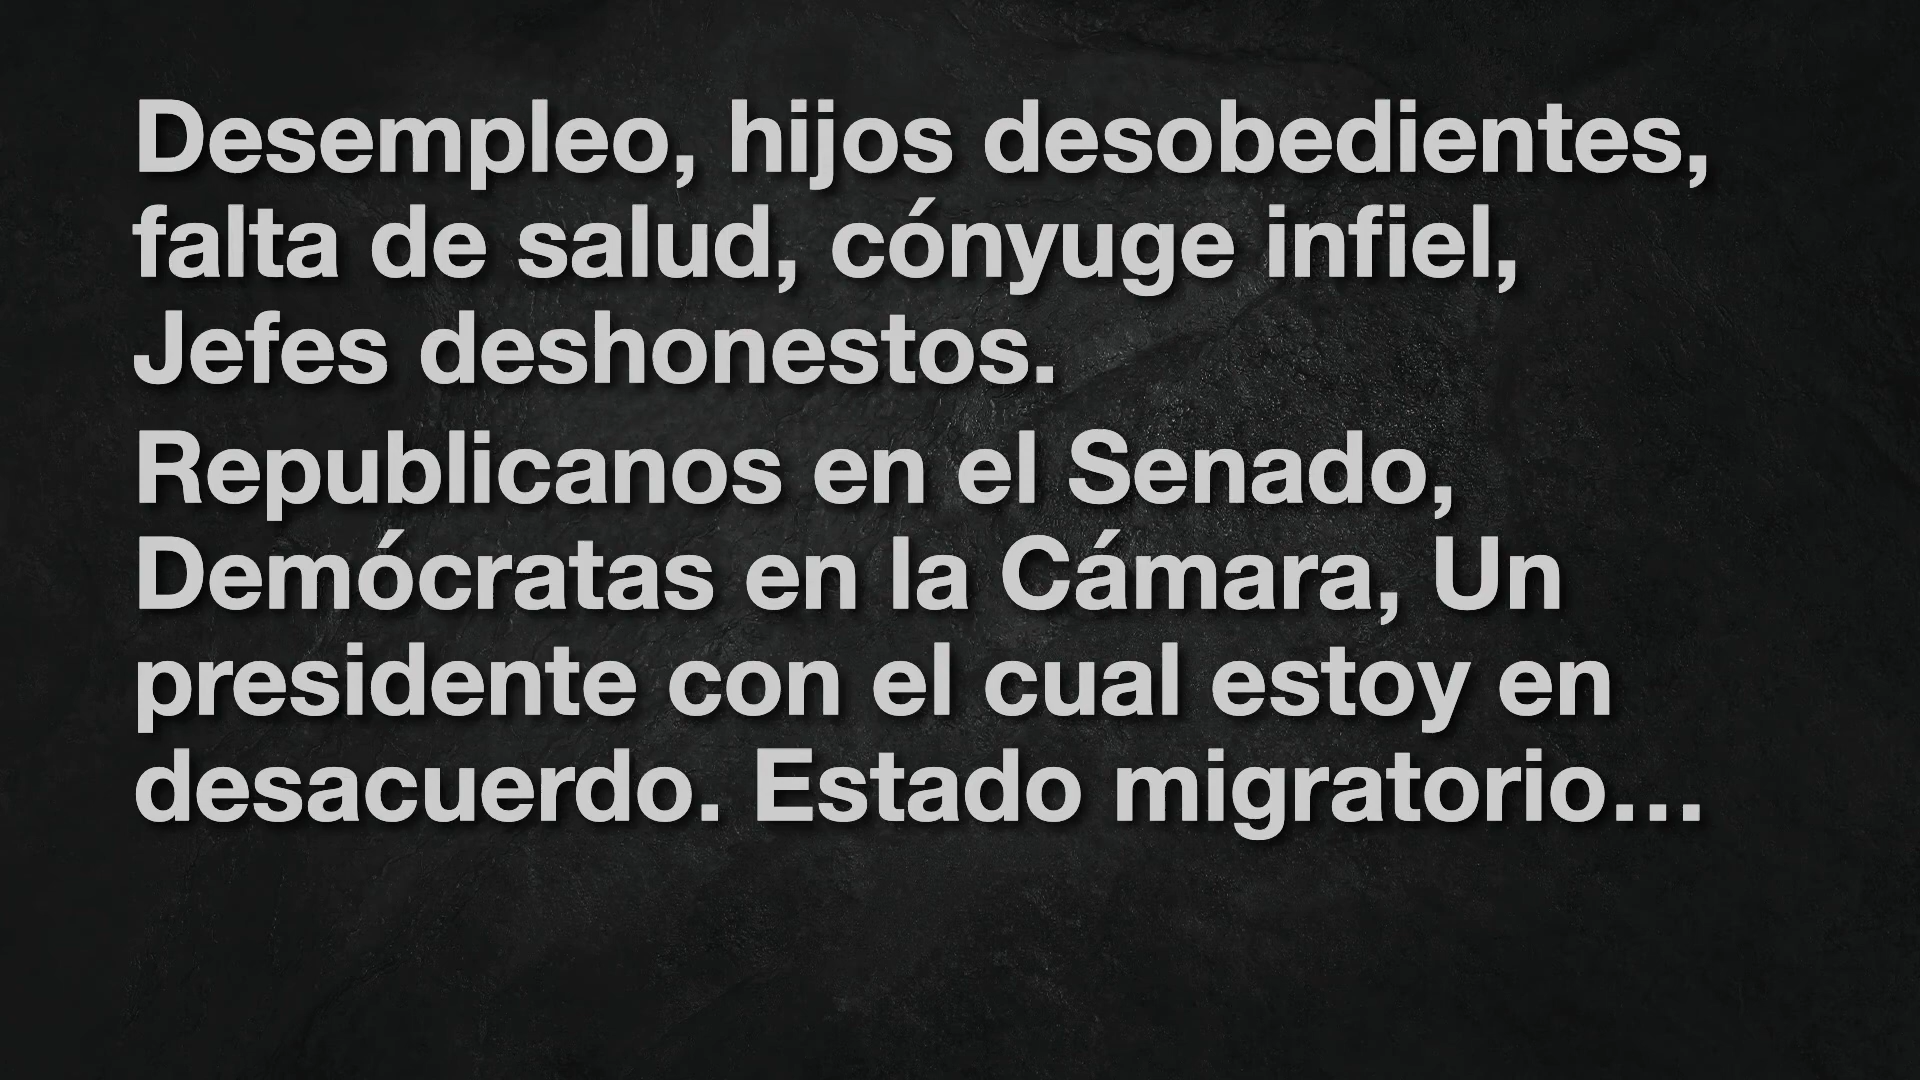 Desempleo, hijos desobedientes,
falta de salud, cónyuge infiel,
Jefes deshonestos.
Republicanos en el Senado,
Demócratas en la Cámara, Un
presidente con el cual estoy en
desacuerdo. Estado migratorio…